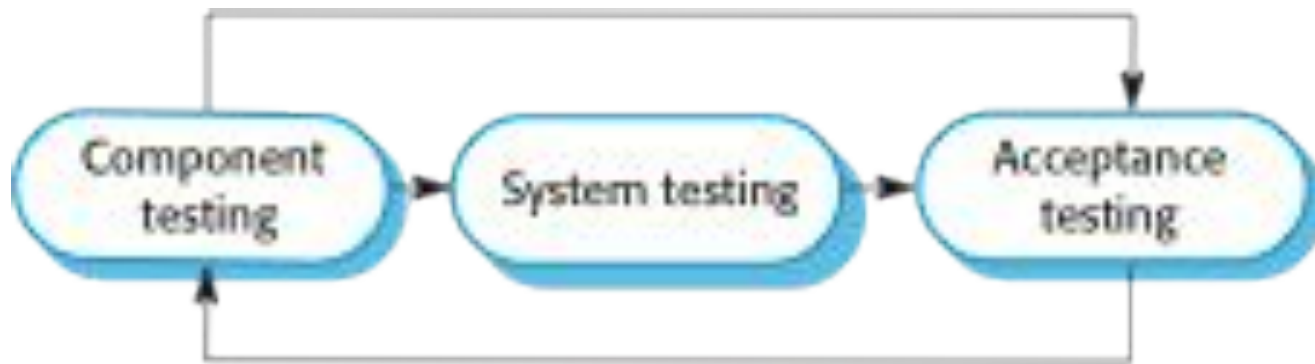 Component
testing
System testing
Acceptance
testing